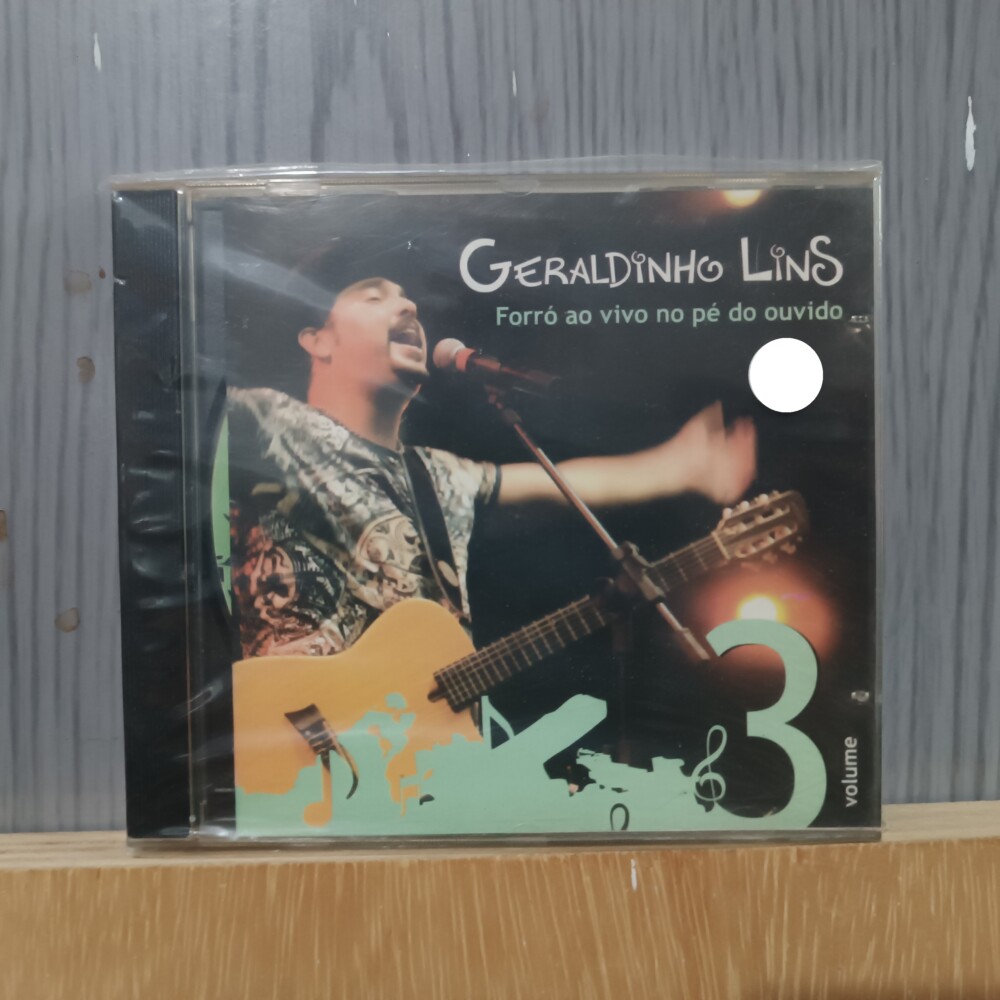 GERALDINHO LINS
Forró ao vivo no pé do ouvido
3
volume